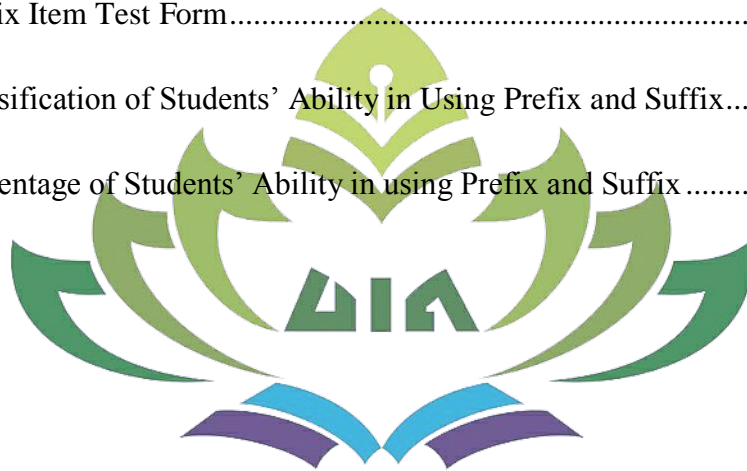 ix Item Test Form..................................................................
sification of Students’ Ability in Using Prefix and Suffix...
entage of Students’ Ability in using Prefix and Suffix ........
UIN